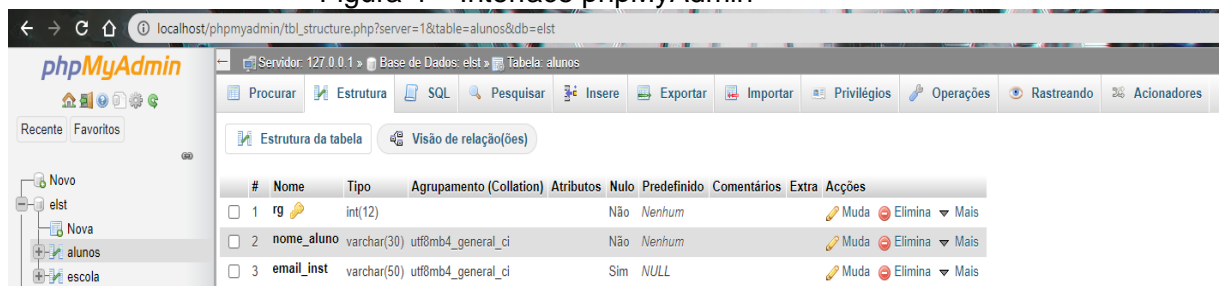 Figura 4 – Interface phpMyAdmin
localhost/phpmyadmin/tbl_structure.php?server=1&table=alunos&db=elst
phpMyAdmin
Recente Favoritos
Novo
elst
Nova
alunos
escola
Servidor: 127.0.0.1 » Base de Dados: elst » Tabela: alunos
Procurar Estrutura SQL Pesquisar Insere Exportar Importar Privilégios Operações Rastreando Acionadores
Estrutura da tabela Visão de relação(ões)
# Nome Tipo Agrupamento (Collation) Atributos Nulo Predefinido Comentários Extra Acções
1 rg int(12) Não Nenhum Muda Elimina Mais
2 nome_aluno varchar(30) utf8mb4_general_ci Não Nenhum Muda Elimina Mais
3 email_inst varchar(50) utf8mb4_general_ci Sim NULL Muda Elimina Mais